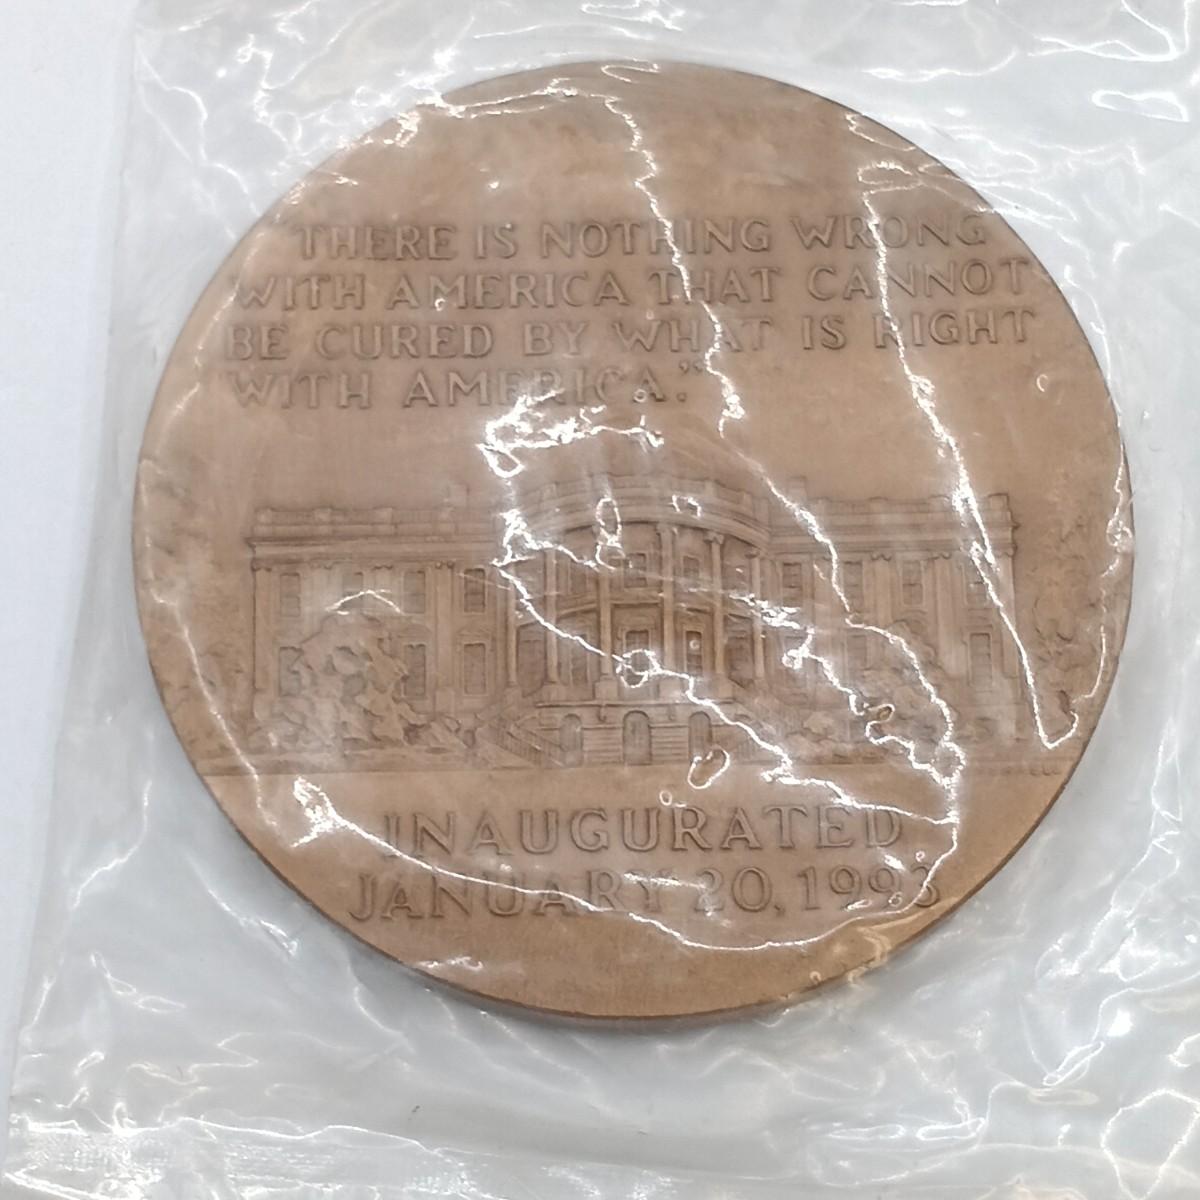 "THERE IS NOTHING WRONG
WITH AMERICA THAT CANNOT
BE CURED BY WHAT IS RIGHT
WITH AMERICA."
INAUGURATED
JANUARY 20, 1993